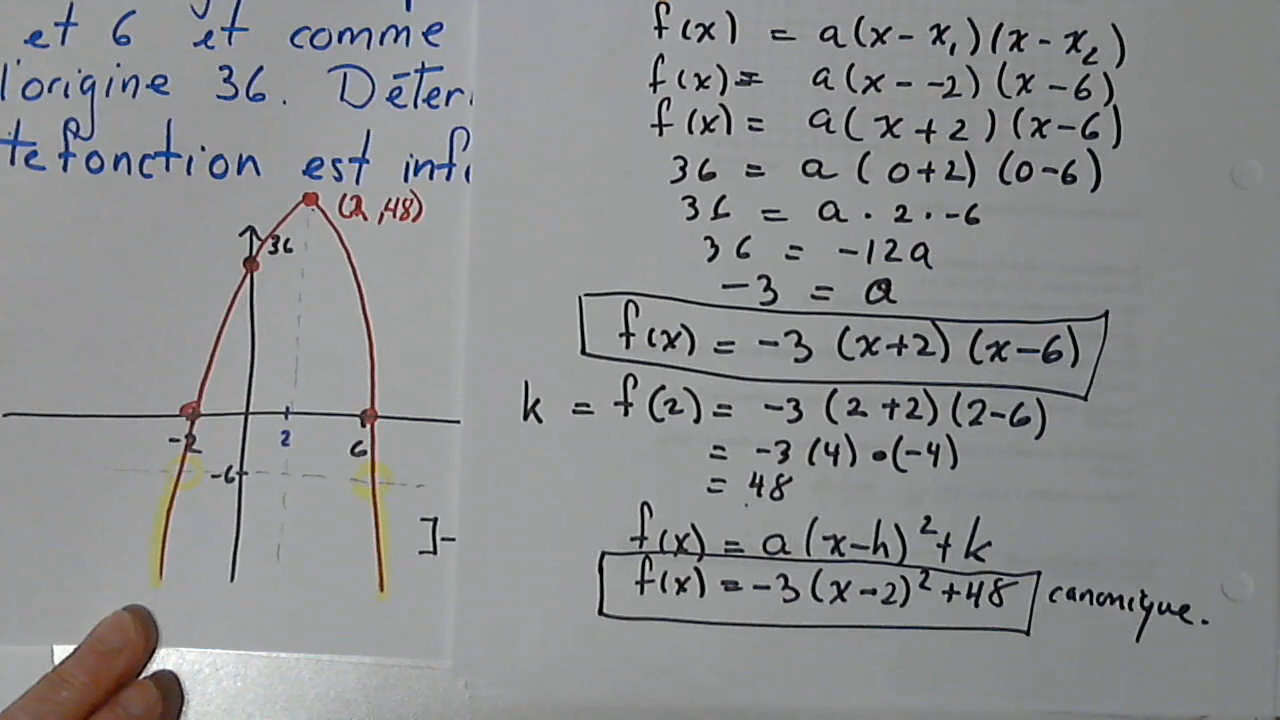 et 6 et comme
l'origine 36. Déter
te fonction est inf
(2, 48)
36
-2
2
6
-6
]-
f(x) = a(x - x₁)(x - x₂)
f(x) = a(x - -2)(x - 6)
f(x) = a(x + 2)(x - 6)
36 = a(0+2)(0-6)
36 = a · 2 · -6
36 = -12a
-3 = a
f(x) = -3(x+2)(x-6)
k = f(2) = -3(2+2)(2-6)
= -3(4)•(-4)
= 48
f(x) = a(x-h)² + k
f(x) = -3(x-2)² + 48 canonique.